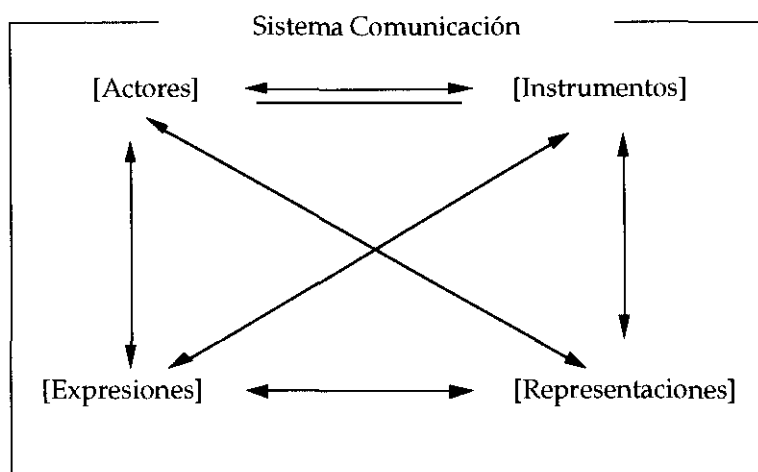 Sistema Comunicación
[Actores] [Instrumentos]
[Expresiones] [Representaciones]